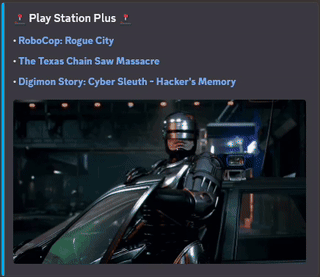 🕹️ Play Station Plus 🕹️
• RoboCop: Rogue City
• The Texas Chain Saw Massacre
• Digimon Story: Cyber Sleuth - Hacker's Memory